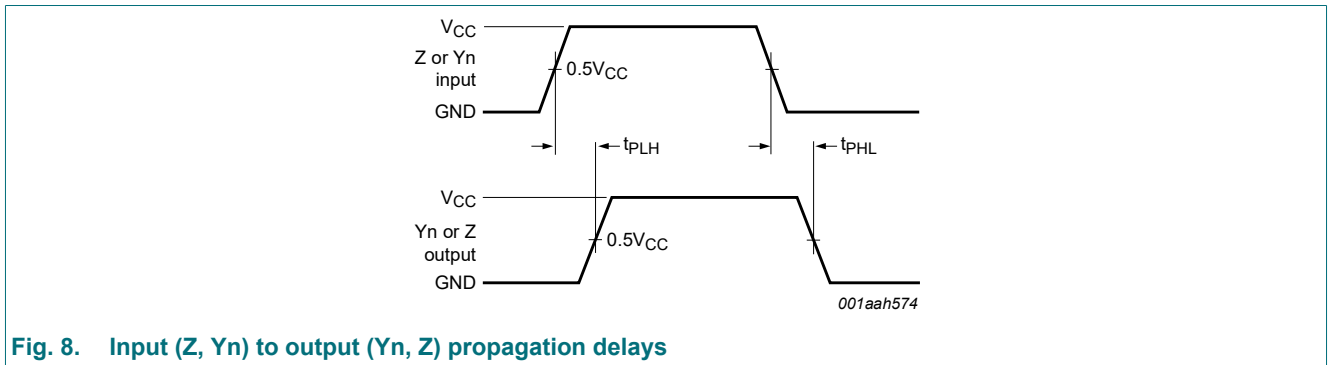 VCC
Z or Yn
input
0.5VCC
GND
tPLH
tPHL
VCC
Yn or Z
output
0.5VCC
GND
001aah574
Fig. 8. Input (Z, Yn) to output (Yn, Z) propagation delays